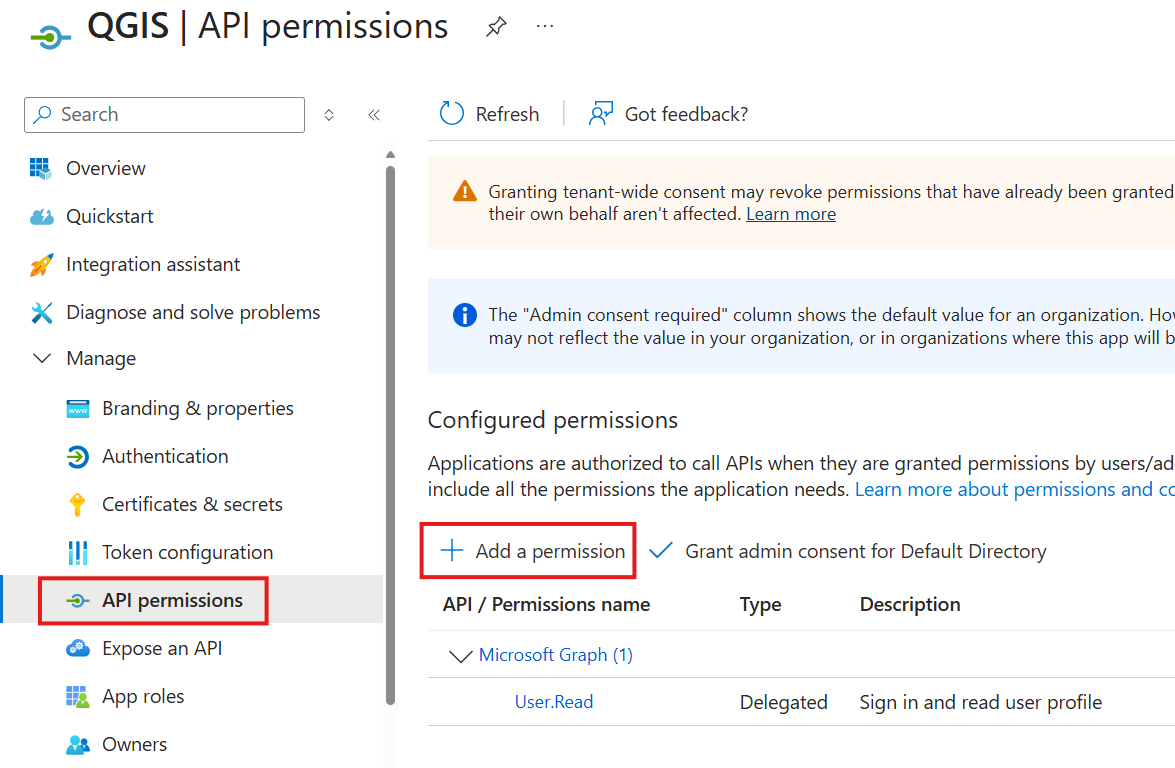 QGIS | API permissions
Search
Refresh
Got feedback?
Overview
Quickstart
Integration assistant
Diagnose and solve problems
Manage
Branding & properties
Authentication
Certificates & secrets
Token configuration
API permissions
Expose an API
App roles
Owners
Granting tenant-wide consent may revoke permissions that have already been granted
their own behalf aren't affected. Learn more
The "Admin consent required" column shows the default value for an organization. How
may not reflect the value in your organization, or in organizations where this app will b
Configured permissions
Applications are authorized to call APIs when they are granted permissions by users/ad
include all the permissions the application needs. Learn more about permissions and co
Add a permission
Grant admin consent for Default Directory
API / Permissions name Type Description
Microsoft Graph (1)
User.Read Delegated Sign in and read user profile